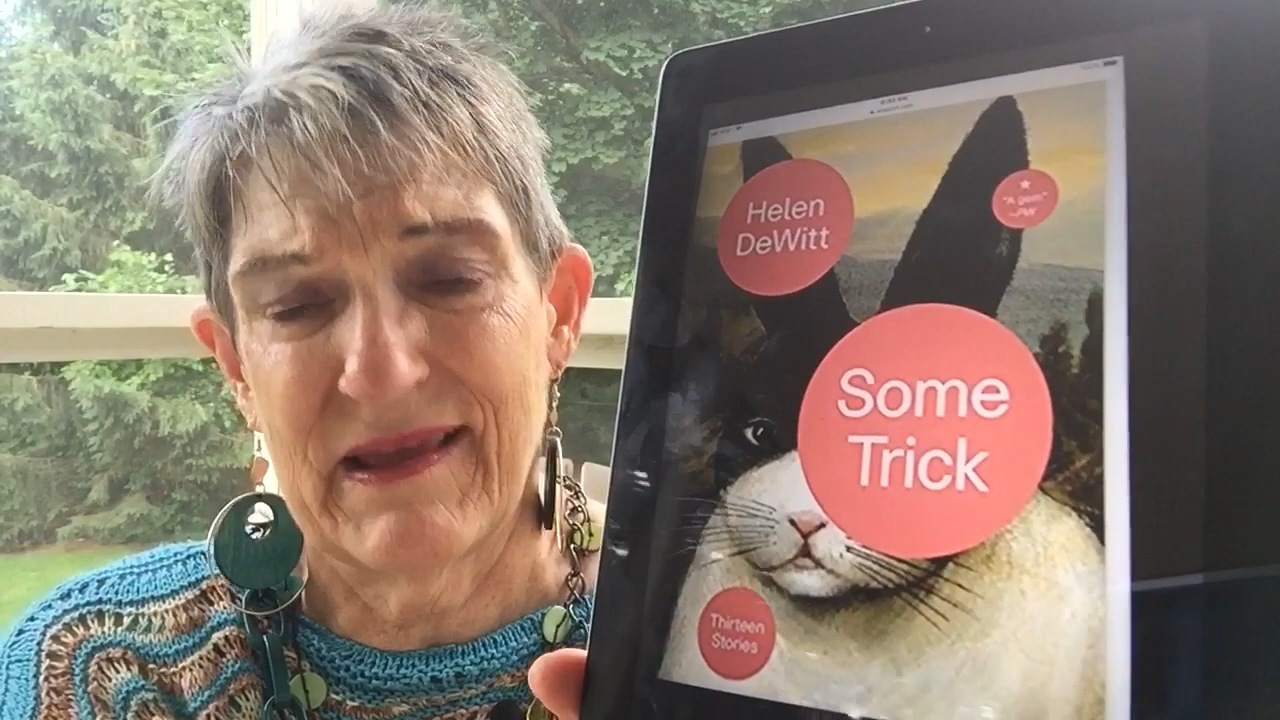 Helen
DeWitt
"A gem"
—PW
Some
Trick
Thirteen
Stories